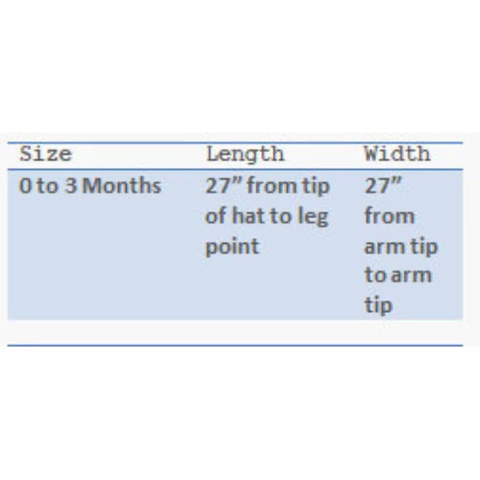 Size Length Width
0 to 3 Months 27” from tip 27”
of hat to leg from
point arm tip
to arm
tip